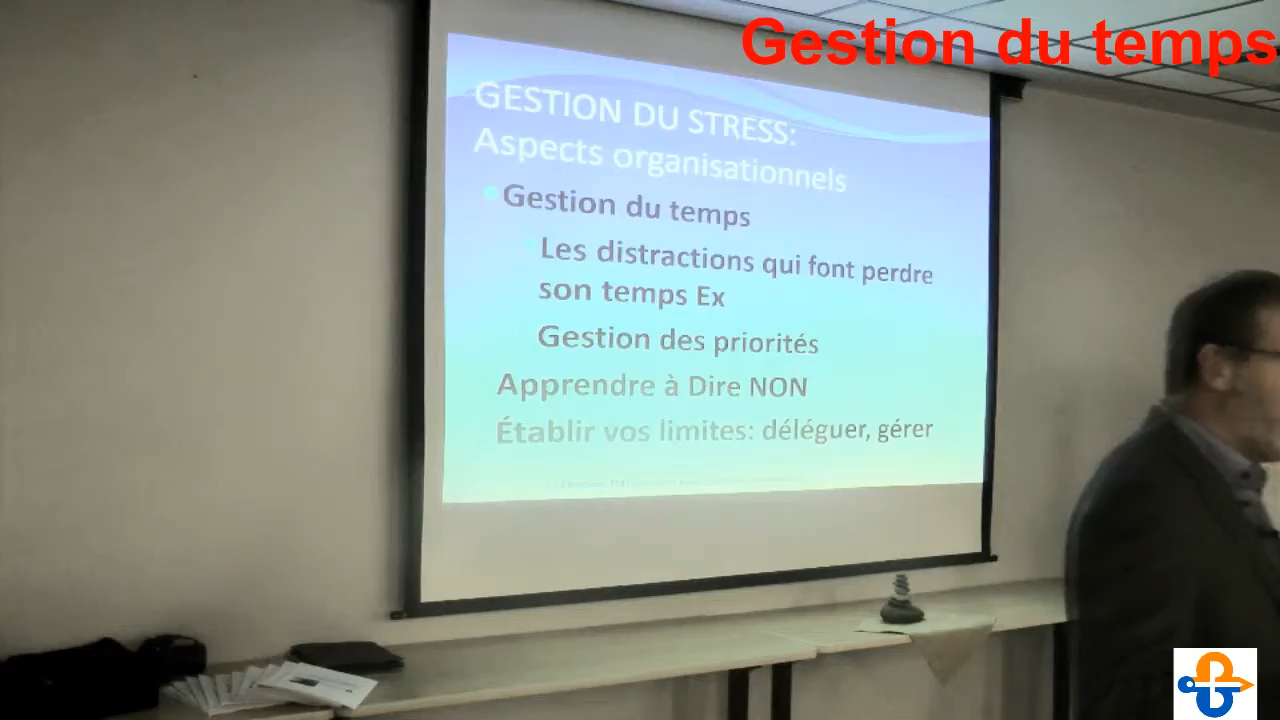 Gestion du temps
GESTION DU STRESS:
Aspects organisationnels
Gestion du temps
Les distractions qui font perdre
son temps Ex
Gestion des priorités
Apprendre à Dire NON
Établir vos limites: déléguer, gérer